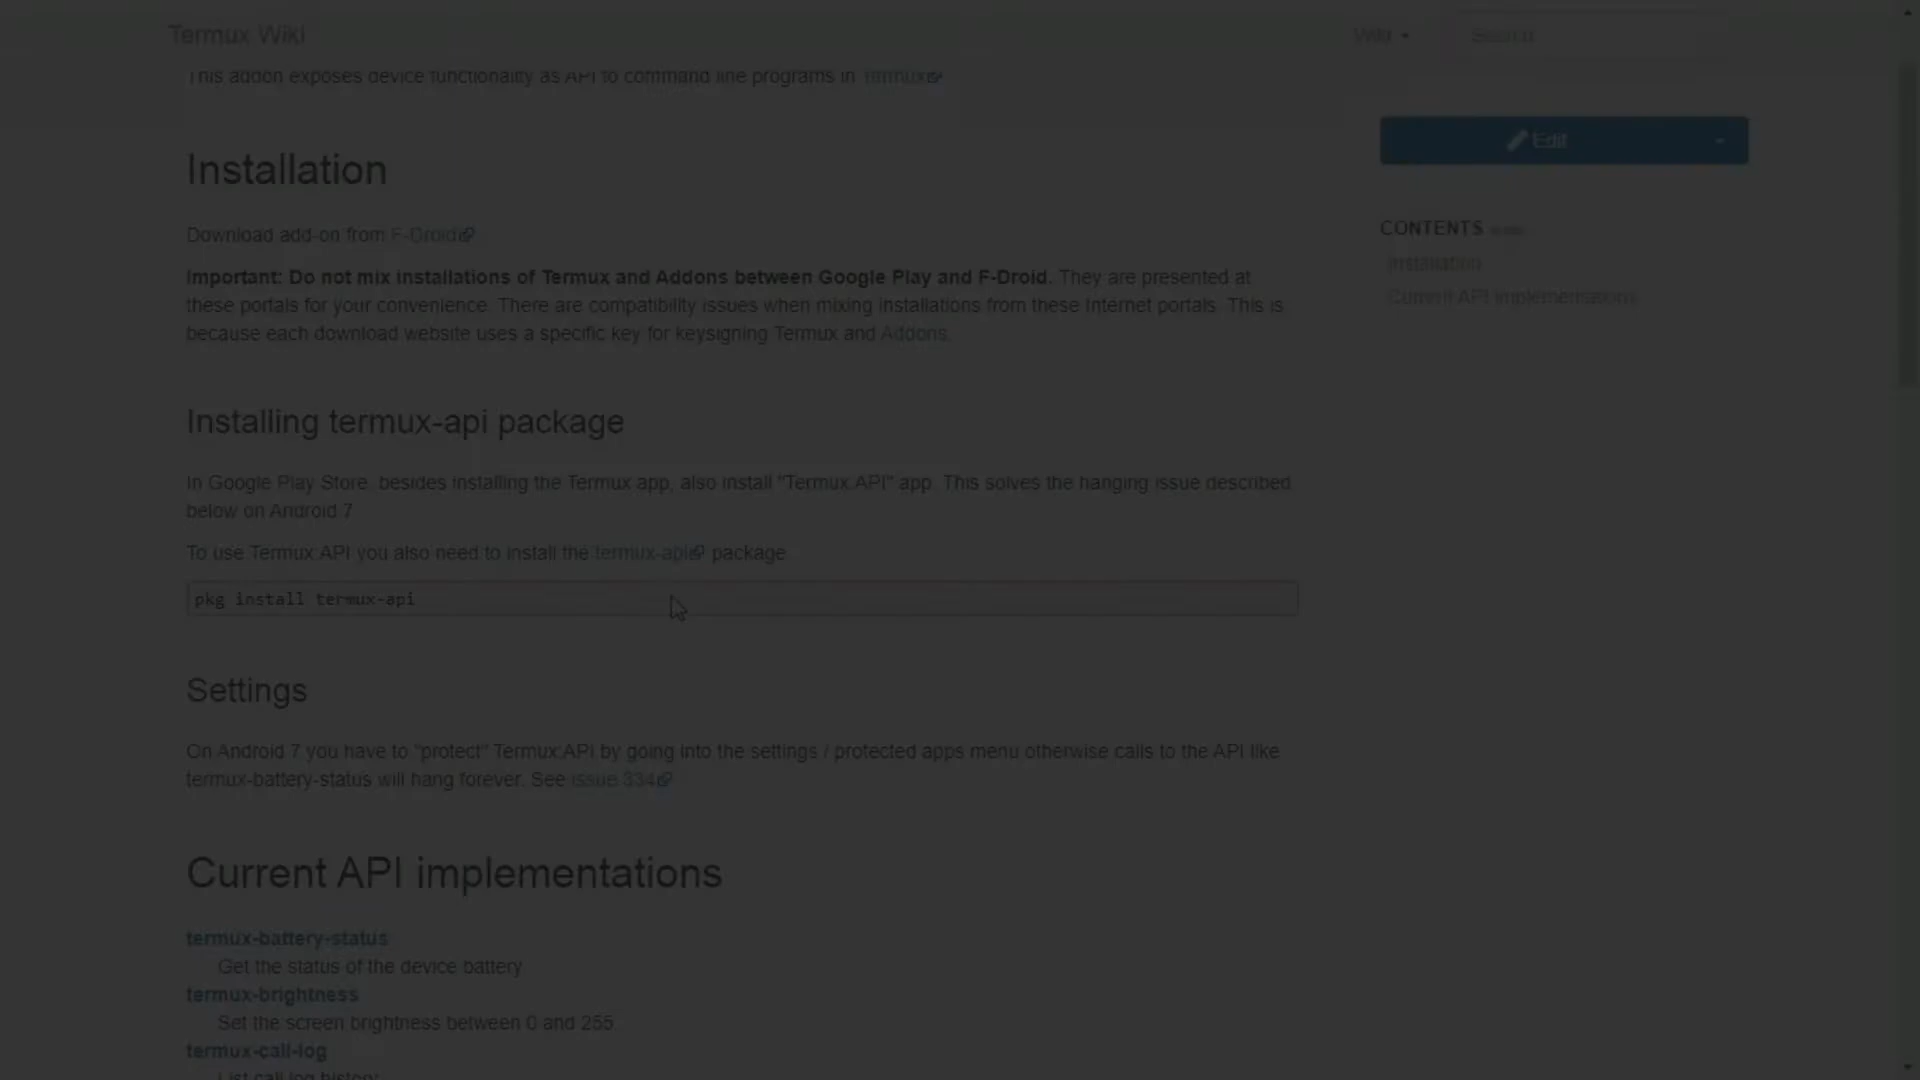 Termux Wiki
Wiki
Search
This addon exposes device functionality as API to command line programs in Termux
Edit
Installation
CONTENTS
Installation
Current API implementations
Download add-on from F-Droid
Important: Do not mix installations of Termux and Addons between Google Play and F-Droid. They are presented at
these portals for your convenience. There are compatibility issues when mixing installations from these Internet portals. This is
because each download website uses a specific key for keysigning Termux and Addons.
Installing termux-api package
In Google Play Store, besides installing the Termux app, also install "Termux:API" app. This solves the hanging issue described
below on Android 7
To use Termux:API you also need to install the termux-api package.
pkg install termux-api
Settings
On Android 7 you have to "protect" Termux:API by going into the settings / protected apps menu otherwise calls to the API like
termux-battery-status will hang forever. See issue 334
Current API implementations
termux-battery-status
Get the status of the device battery
termux-brightness
Set the screen brightness between 0 and 255.
termux-call-log
List call log history